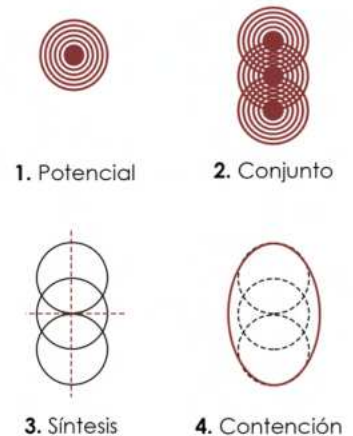 1. Potencial
2. Conjunto
3. Síntesis
4. Contención